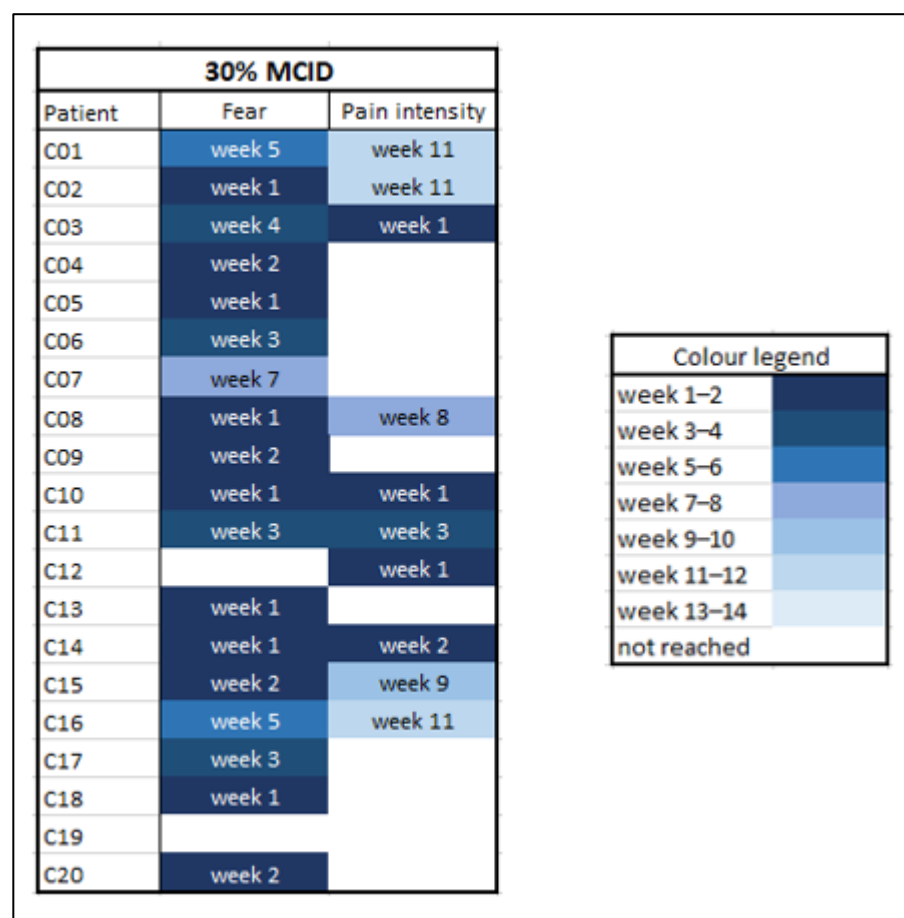 30% MCID
Patient Fear Pain intensity
C01 week 5 week 11
C02 week 1 week 11
C03 week 4 week 1
C04 week 2
C05 week 1
C06 week 3
C07 week 7
C08 week 1 week 8
C09 week 2
C10 week 1 week 1
C11 week 3 week 3
C12 week 1
C13 week 1
C14 week 1 week 2
C15 week 2 week 9
C16 week 5 week 11
C17 week 3
C18 week 1
C19
C20 week 2
Colour legend
week 1–2
week 3–4
week 5–6
week 7–8
week 9–10
week 11–12
week 13–14
not reached